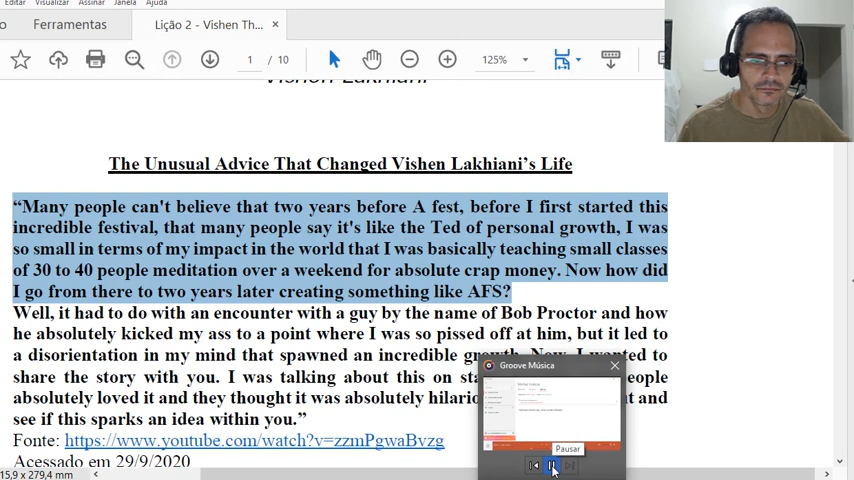 Editar Visualizar Assinar Janela Ajuda
Ferramentas
Lição 2 - Vishen Th... ×
1 / 10
125%
Vishen Lakhiani
The Unusual Advice That Changed Vishen Lakhiani's Life
“Many people can't believe that two years before A fest, before I first started this
incredible festival, that many people say it's like the Ted of personal growth, I was
so small in terms of my impact in the world that I was basically teaching small classes
of 30 to 40 people meditation over a weekend for absolute crap money. Now how did
I go from there to two years later creating something like AFS?
Well, it had to do with an encounter with a guy by the name of Bob Proctor and how
he absolutely kicked my ass to a point where I was so pissed off at him, but it led to
a disorientation in my mind that spawned an incredible growth. Now, I wanted to
share the story with you. I was talking about this on sta people
absolutely loved it and they thought it was absolutely hilario and
see if this sparks an idea within you.”
Fonte: https://www.youtube.com/watch?v=zzmPgwaBvzg
Acessado em 29/9/2020
Groove Música
Pausar
15,9 x 279,4 mm